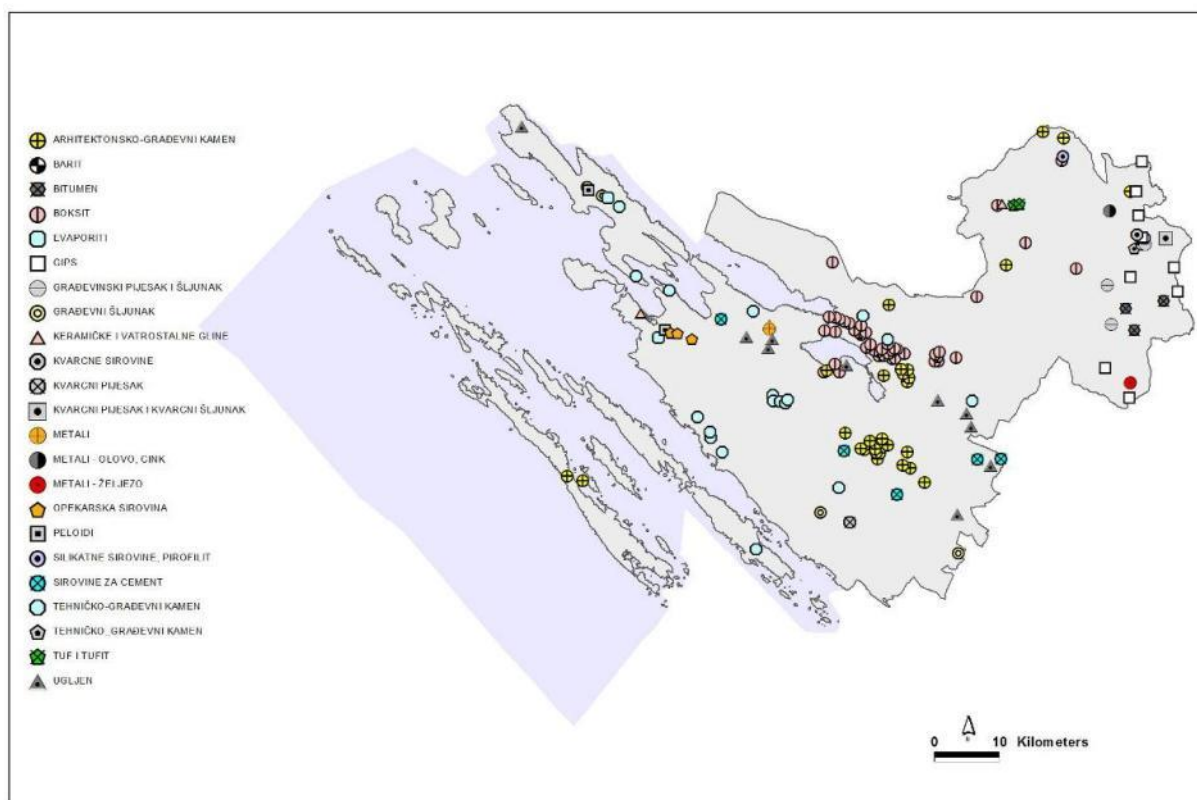 ARHITEKTONSKO-GRAĐEVNI KAMEN
BARIT
BITUMEN
BOKSIT
EVAPORITI
GIPS
GRAĐEVINSKI PIJESAK I ŠLJUNAK
GRAĐEVNI ŠLJUNAK
KERAMIČKE I VATROSTALNE GLINE
KVARCNE SIROVINE
KVARCNI PIJESAK
KVARCNI PIJESAK I KVARCNI ŠLJUNAK
METALI
METALI - OLOVO, CINK
METALI - ŽELJEZO
OPEKARSKA SIROVINA
PELOIDI
SILIKATNE SIROVINE, PIROFILIT
SIROVINE ZA CEMENT
TEHNIČKO-GRAĐEVNI KAMEN
TEHNIČKO_GRAĐEVNI KAMEN
TUF I TUFIT
UGLJEN
0 10 Kilometers